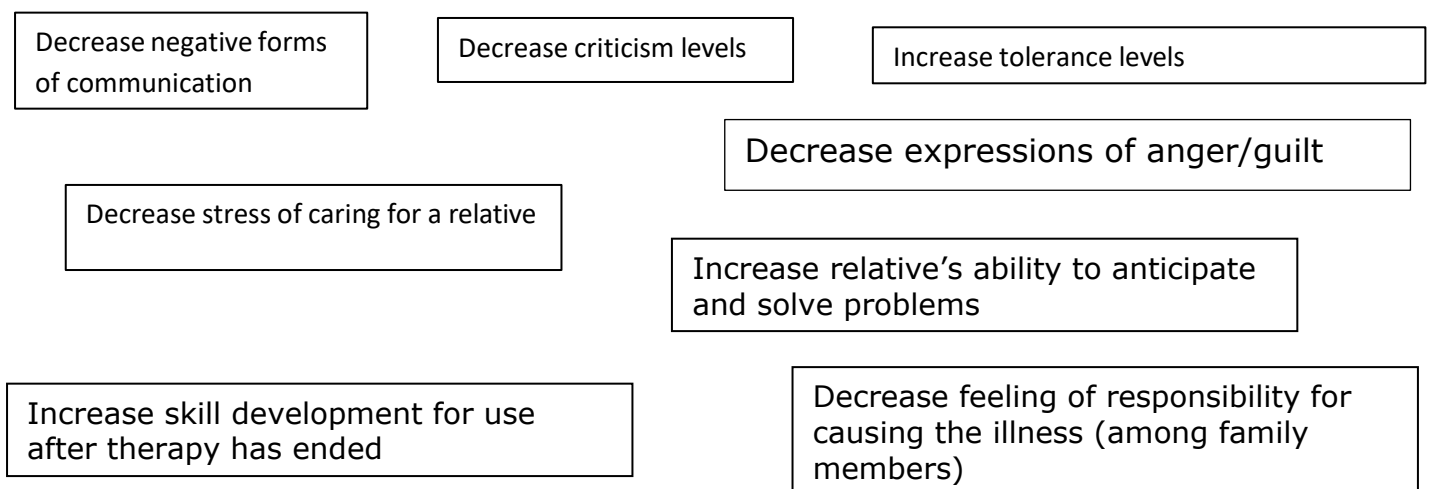 Decrease negative forms
of communication
Decrease criticism levels
Increase tolerance levels
Decrease expressions of anger/guilt
Decrease stress of caring for a relative
Increase relative’s ability to anticipate
and solve problems
Increase skill development for use
after therapy has ended
Decrease feeling of responsibility for
causing the illness (among family
members)